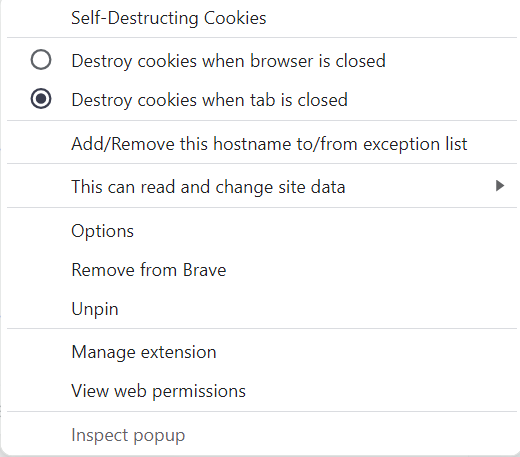 Self-Destructing Cookies
Destroy cookies when browser is closed
Destroy cookies when tab is closed
Add/Remove this hostname to/from exception list
This can read and change site data
Options
Remove from Brave
Unpin
Manage extension
View web permissions
Inspect popup